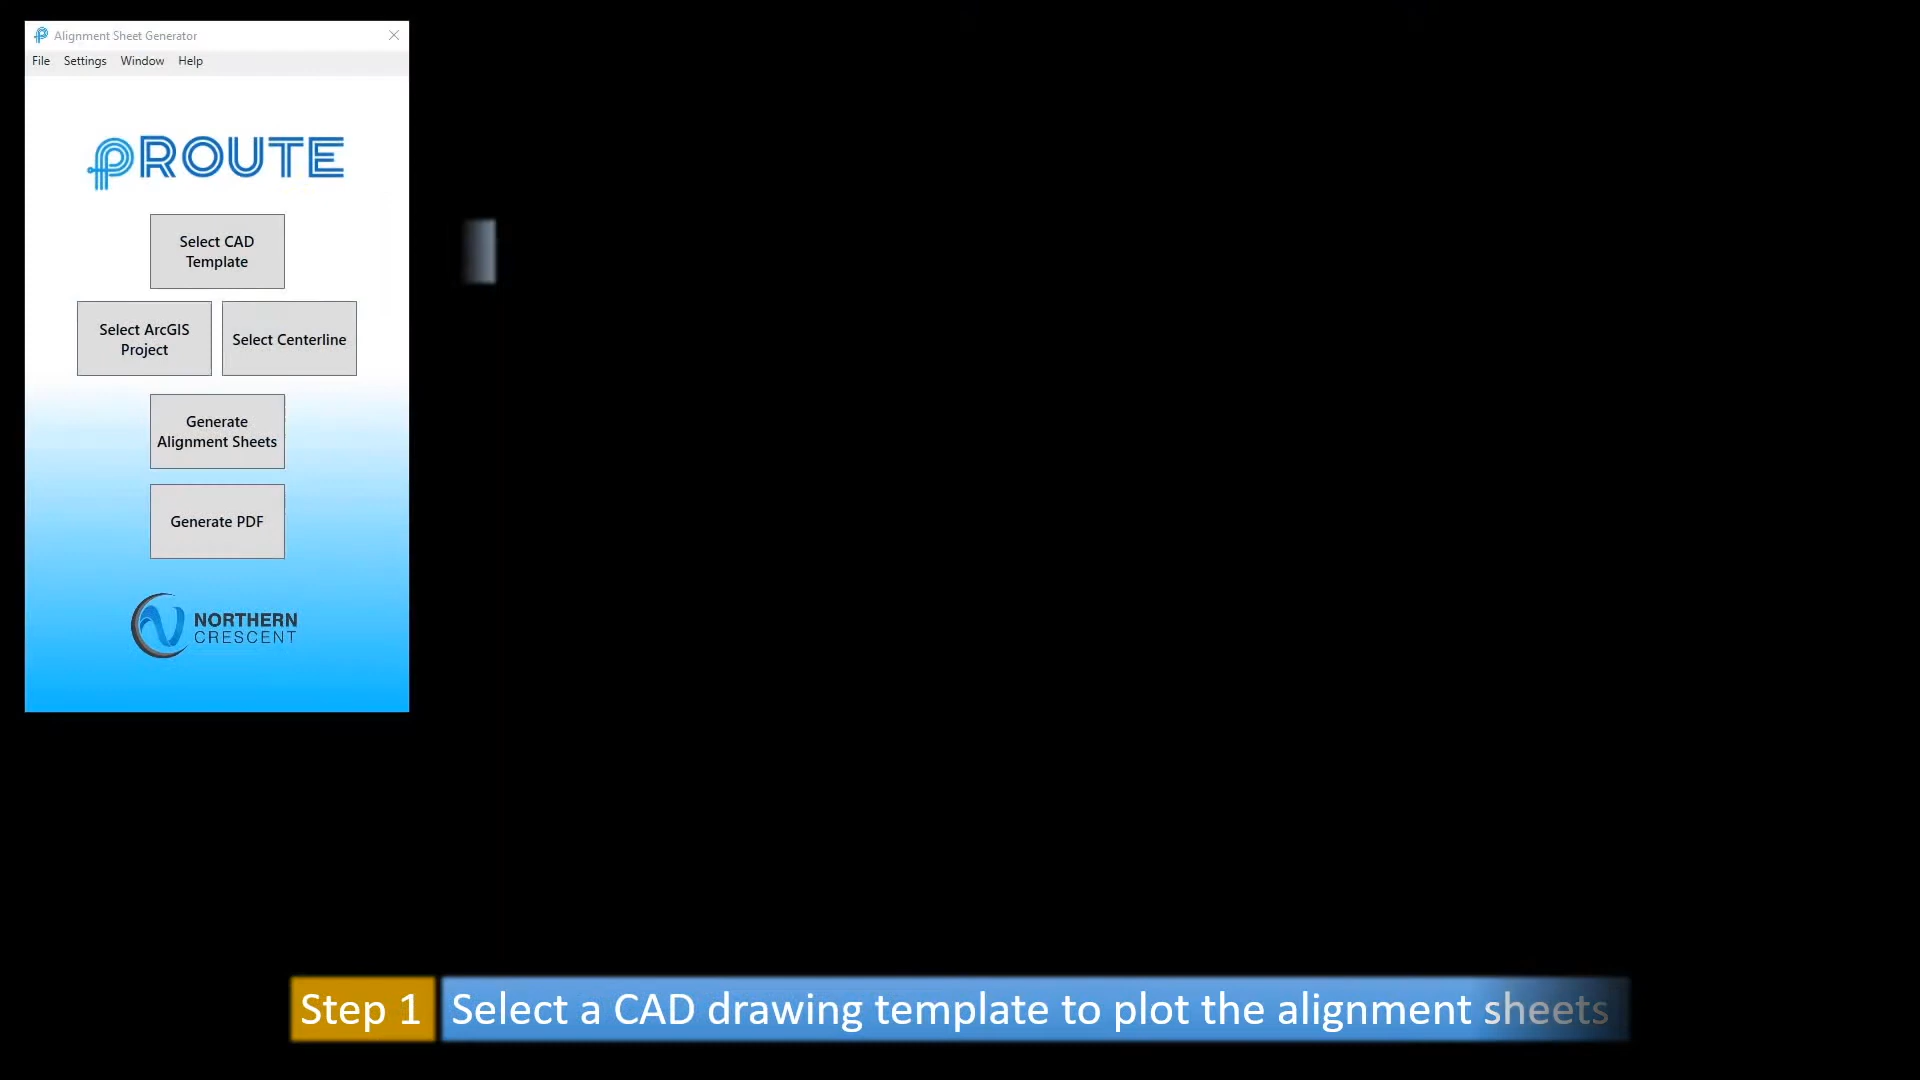 Alignment Sheet Generator
File Settings Window Help
pROUTE
Select CAD
Template
Select ArcGIS
Project
Select Centerline
Generate
Alignment Sheets
Generate PDF
NORTHERN
CRESCENT
Step 1 Select a CAD drawing template to plot the alignment sheets